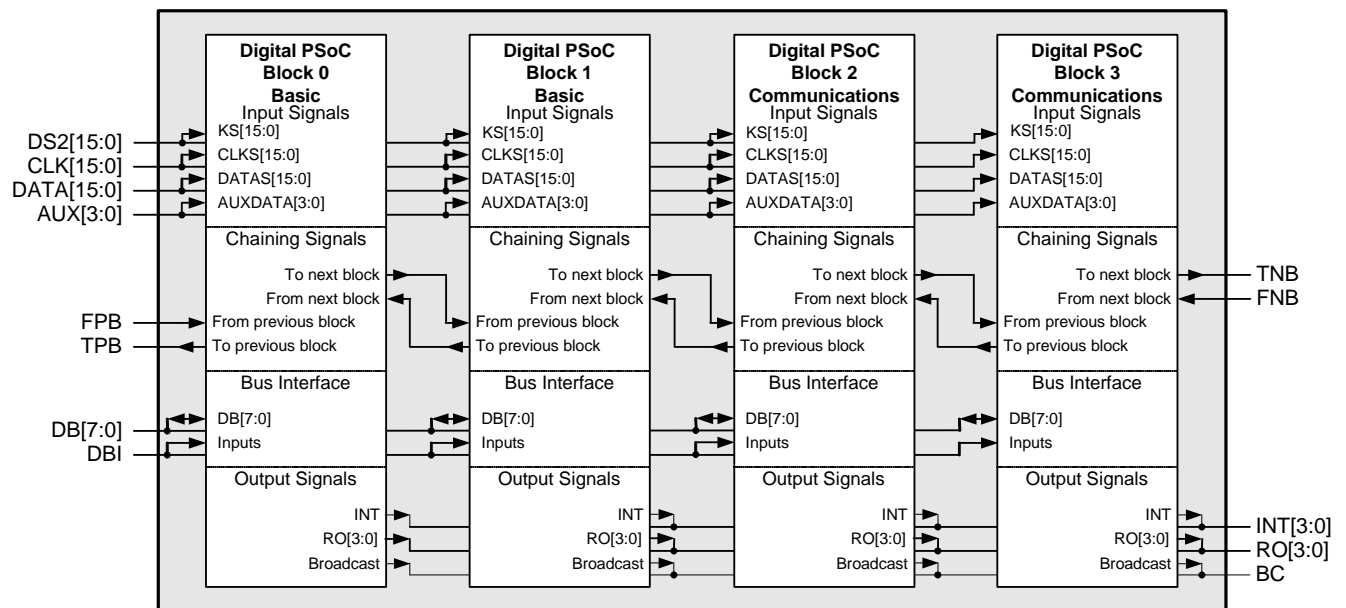 Digital PSoC
Block 0
Basic
Input Signals
KS[15:0]
CLKS[15:0]
DATAS[15:0]
AUXDATA[3:0]
Chaining Signals
To next block
From next block
From previous block
To previous block
Bus Interface
DB[7:0]
Inputs
Output Signals
INT
RO[3:0]
Broadcast
Digital PSoC
Block 1
Basic
Input Signals
KS[15:0]
CLKS[15:0]
DATAS[15:0]
AUXDATA[3:0]
Chaining Signals
To next block
From next block
From previous block
To previous block
Bus Interface
DB[7:0]
Inputs
Output Signals
INT
RO[3:0]
Broadcast
Digital PSoC
Block 2
Communications
Input Signals
KS[15:0]
CLKS[15:0]
DATAS[15:0]
AUXDATA[3:0]
Chaining Signals
To next block
From next block
From previous block
To previous block
Bus Interface
DB[7:0]
Inputs
Output Signals
INT
RO[3:0]
Broadcast
Digital PSoC
Block 3
Communications
Input Signals
KS[15:0]
CLKS[15:0]
DATAS[15:0]
AUXDATA[3:0]
Chaining Signals
To next block
From next block
From previous block
To previous block
Bus Interface
DB[7:0]
Inputs
Output Signals
INT
RO[3:0]
Broadcast
DS2[15:0]
CLK[15:0]
DATA[15:0]
AUX[3:0]
FPB
TPB
DB[7:0]
DBI
TNB
FNB
INT[3:0]
RO[3:0]
BC